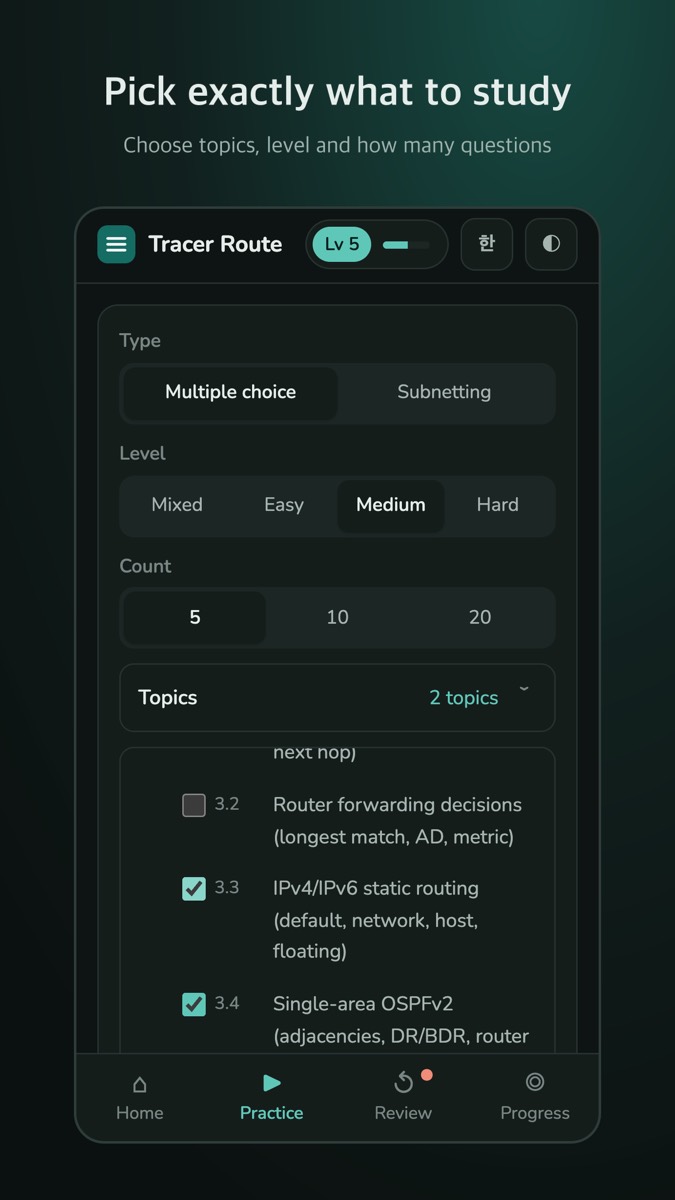 Pick exactly what to study
Choose topics, level and how many questions
Tracer Route
Lv 5
한
Type
Multiple choice
Subnetting
Level
Mixed
Easy
Medium
Hard
Count
5
10
20
Topics
2 topics
next hop)
3.2
Router forwarding decisions
(longest match, AD, metric)
3.3
IPv4/IPv6 static routing
(default, network, host,
floating)
3.4
Single-area OSPFv2
(adjacencies, DR/BDR, router
Home
Practice
Review
Progress